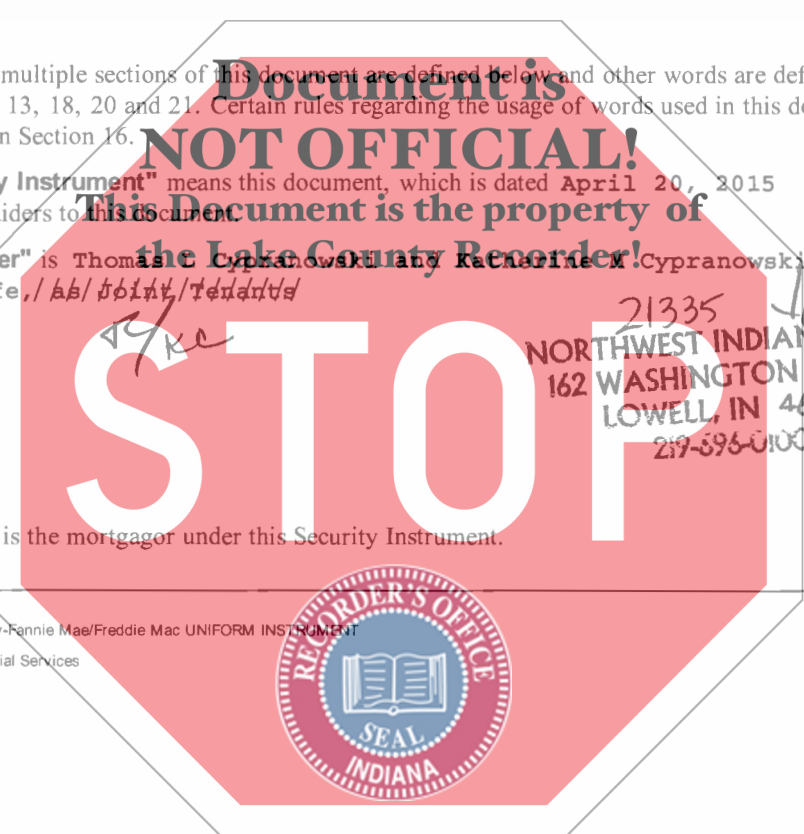 multiple sections of this document are defined below and other words are def
Document is
13, 18, 20 and 21. Certain rules regarding the usage of words used in this do
n Section 16.
NOT OFFICIAL!
y Instrument" means this document, which is dated April 20, 2015
iders to this document.
This Document is the property of
the Lake County Recorder!
er" is Thomas L Cypranowski and Katherine M Cypranowski
e, as Joint Tenants
KC
21335
NORTHWEST INDIAN
162 WASHINGTON
LOWELL, IN 46
219-696-0100
STOP
is the mortgagor under this Security Instrument.
-Fannie Mae/Freddie Mac UNIFORM INSTRUMENT
ial Services
RECORDER'S OFFICE
SEAL
INDIANA